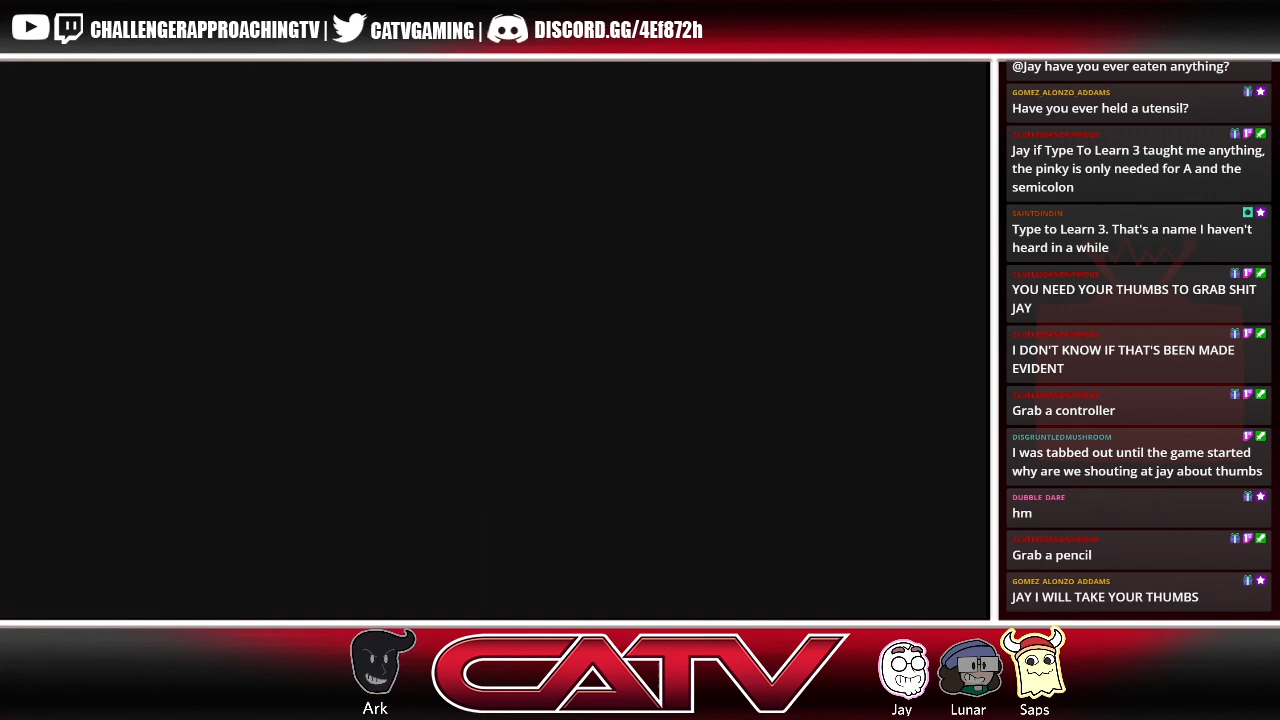 CHALLENGERAPPROACHINGTV | CATVGAMING | DISCORD.GG/4Ef872h
@Jay have you ever eaten anything?
GOMEZ ALONZO ADDAMS
Have you ever held a utensil?
Jay if Type To Learn 3 taught me anything,
the pinky is only needed for A and the
semicolon
SAINTDINDIN
Type to Learn 3. That's a name I haven't
heard in a while
YOU NEED YOUR THUMBS TO GRAB SHIT
JAY
I DON'T KNOW IF THAT'S BEEN MADE
EVIDENT
Grab a controller
DISGRUNTLEDMUSHROOM
I was tabbed out until the game started
why are we shouting at jay about thumbs
DUBBLE DARE
hm
Grab a pencil
GOMEZ ALONZO ADDAMS
JAY I WILL TAKE YOUR THUMBS
CATV
Ark
Jay
Lunar
Saps